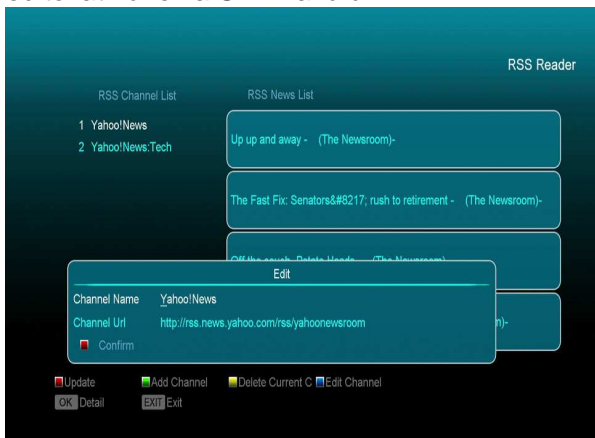 RSS Reader
RSS Channel List
RSS News List
1 Yahoo!News
2 Yahoo!News:Tech
Up up and away - (The Newsroom)-
The Fast Fix: Senators&#8217; rush to retirement - (The Newsroom)-
Edit
Channel Name Yahoo!News
Channel Url http://rss.news.yahoo.com/rss/yahoonewsroom
Confirm
n)-
Update Add Channel Delete Current C Edit Channel
OK Detail EXIT Exit